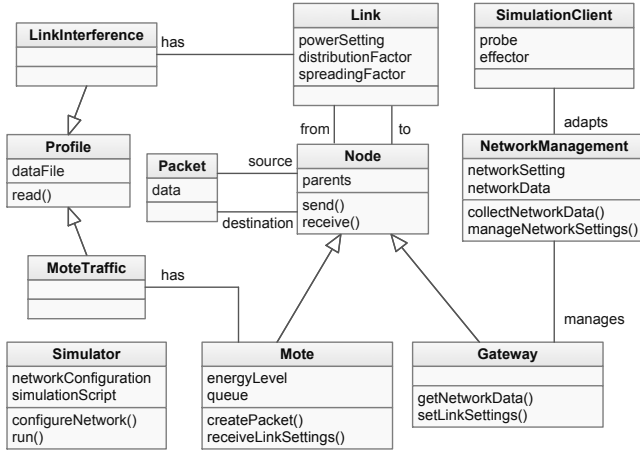 LinkInterference
has
Link
powerSetting
distributionFactor
spreadingFactor
SimulationClient
probe
effector
from
to
adapts
Profile
dataFile
read()
Packet
data
source
destination
Node
parents
send()
receive()
NetworkManagement
networkSetting
networkData
collectNetworkData()
manageNetworkSettings()
MoteTraffic
has
manages
Simulator
networkConfiguration
simulationScript
configureNetwork()
run()
Mote
energyLevel
queue
createPacket()
receiveLinkSettings()
Gateway
getNetworkData()
setLinkSettings()